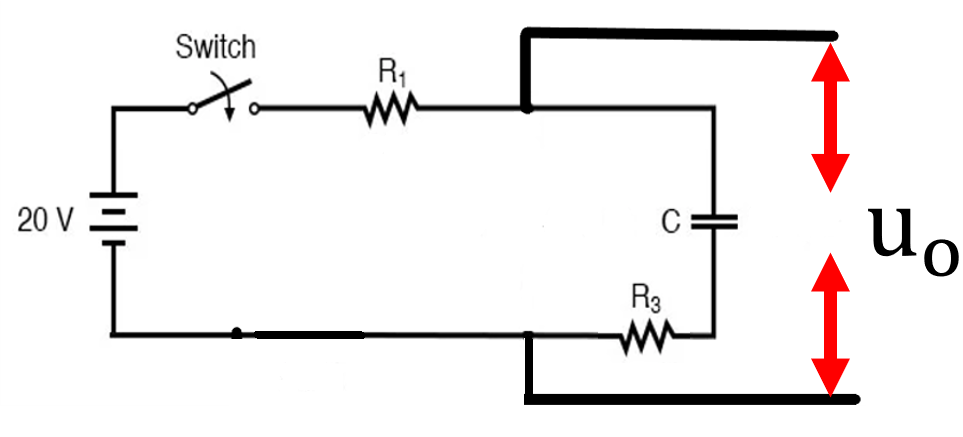 Switch
R₁
20 V
C
uₒ
R₃